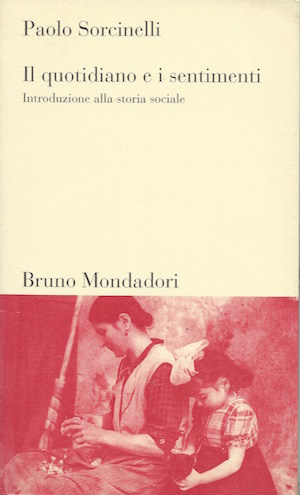 Paolo Sorcinelli
Il quotidiano e i sentimenti
Introduzione alla storia sociale
Bruno Mondadori